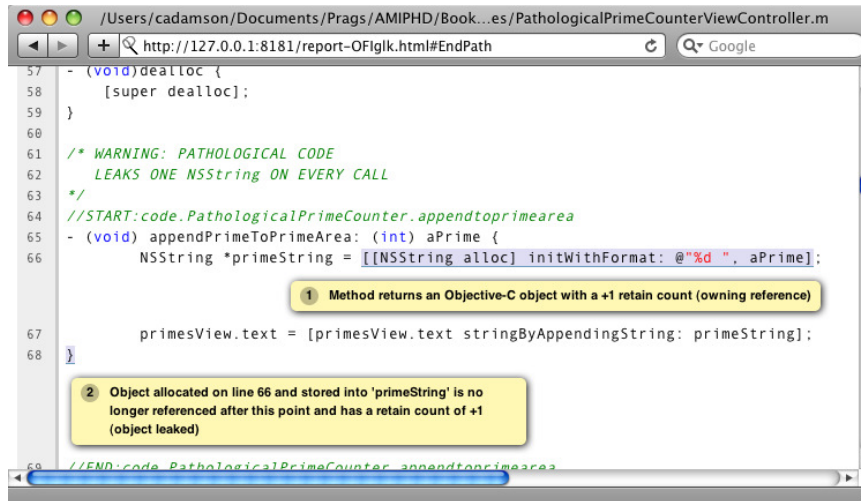 /Users/cadamson/Documents/Prags/AMIPHD/Book...es/PathologicalPrimeCounterViewController.m
http://127.0.0.1:8181/report-OFIglk.html#EndPath
Google
57 - (void)dealloc {
58 [super dealloc];
59 }
60
61 /* WARNING: PATHOLOGICAL CODE
62 LEAKS ONE NSString ON EVERY CALL
63 */
64 //START:code.PathologicalPrimeCounter.appendtoprimearea
65 - (void) appendPrimeToPrimeArea: (int) aPrime {
66 NSString *primeString = [[NSString alloc] initWithFormat: @"%d ", aPrime];
1 Method returns an Objective-C object with a +1 retain count (owning reference)
67 primesView.text = [primesView.text stringByAppendingString: primeString];
68 }
2 Object allocated on line 66 and stored into 'primeString' is no
longer referenced after this point and has a retain count of +1
(object leaked)
69 //END:code.PathologicalPrimeCounter.appendtoprimearea